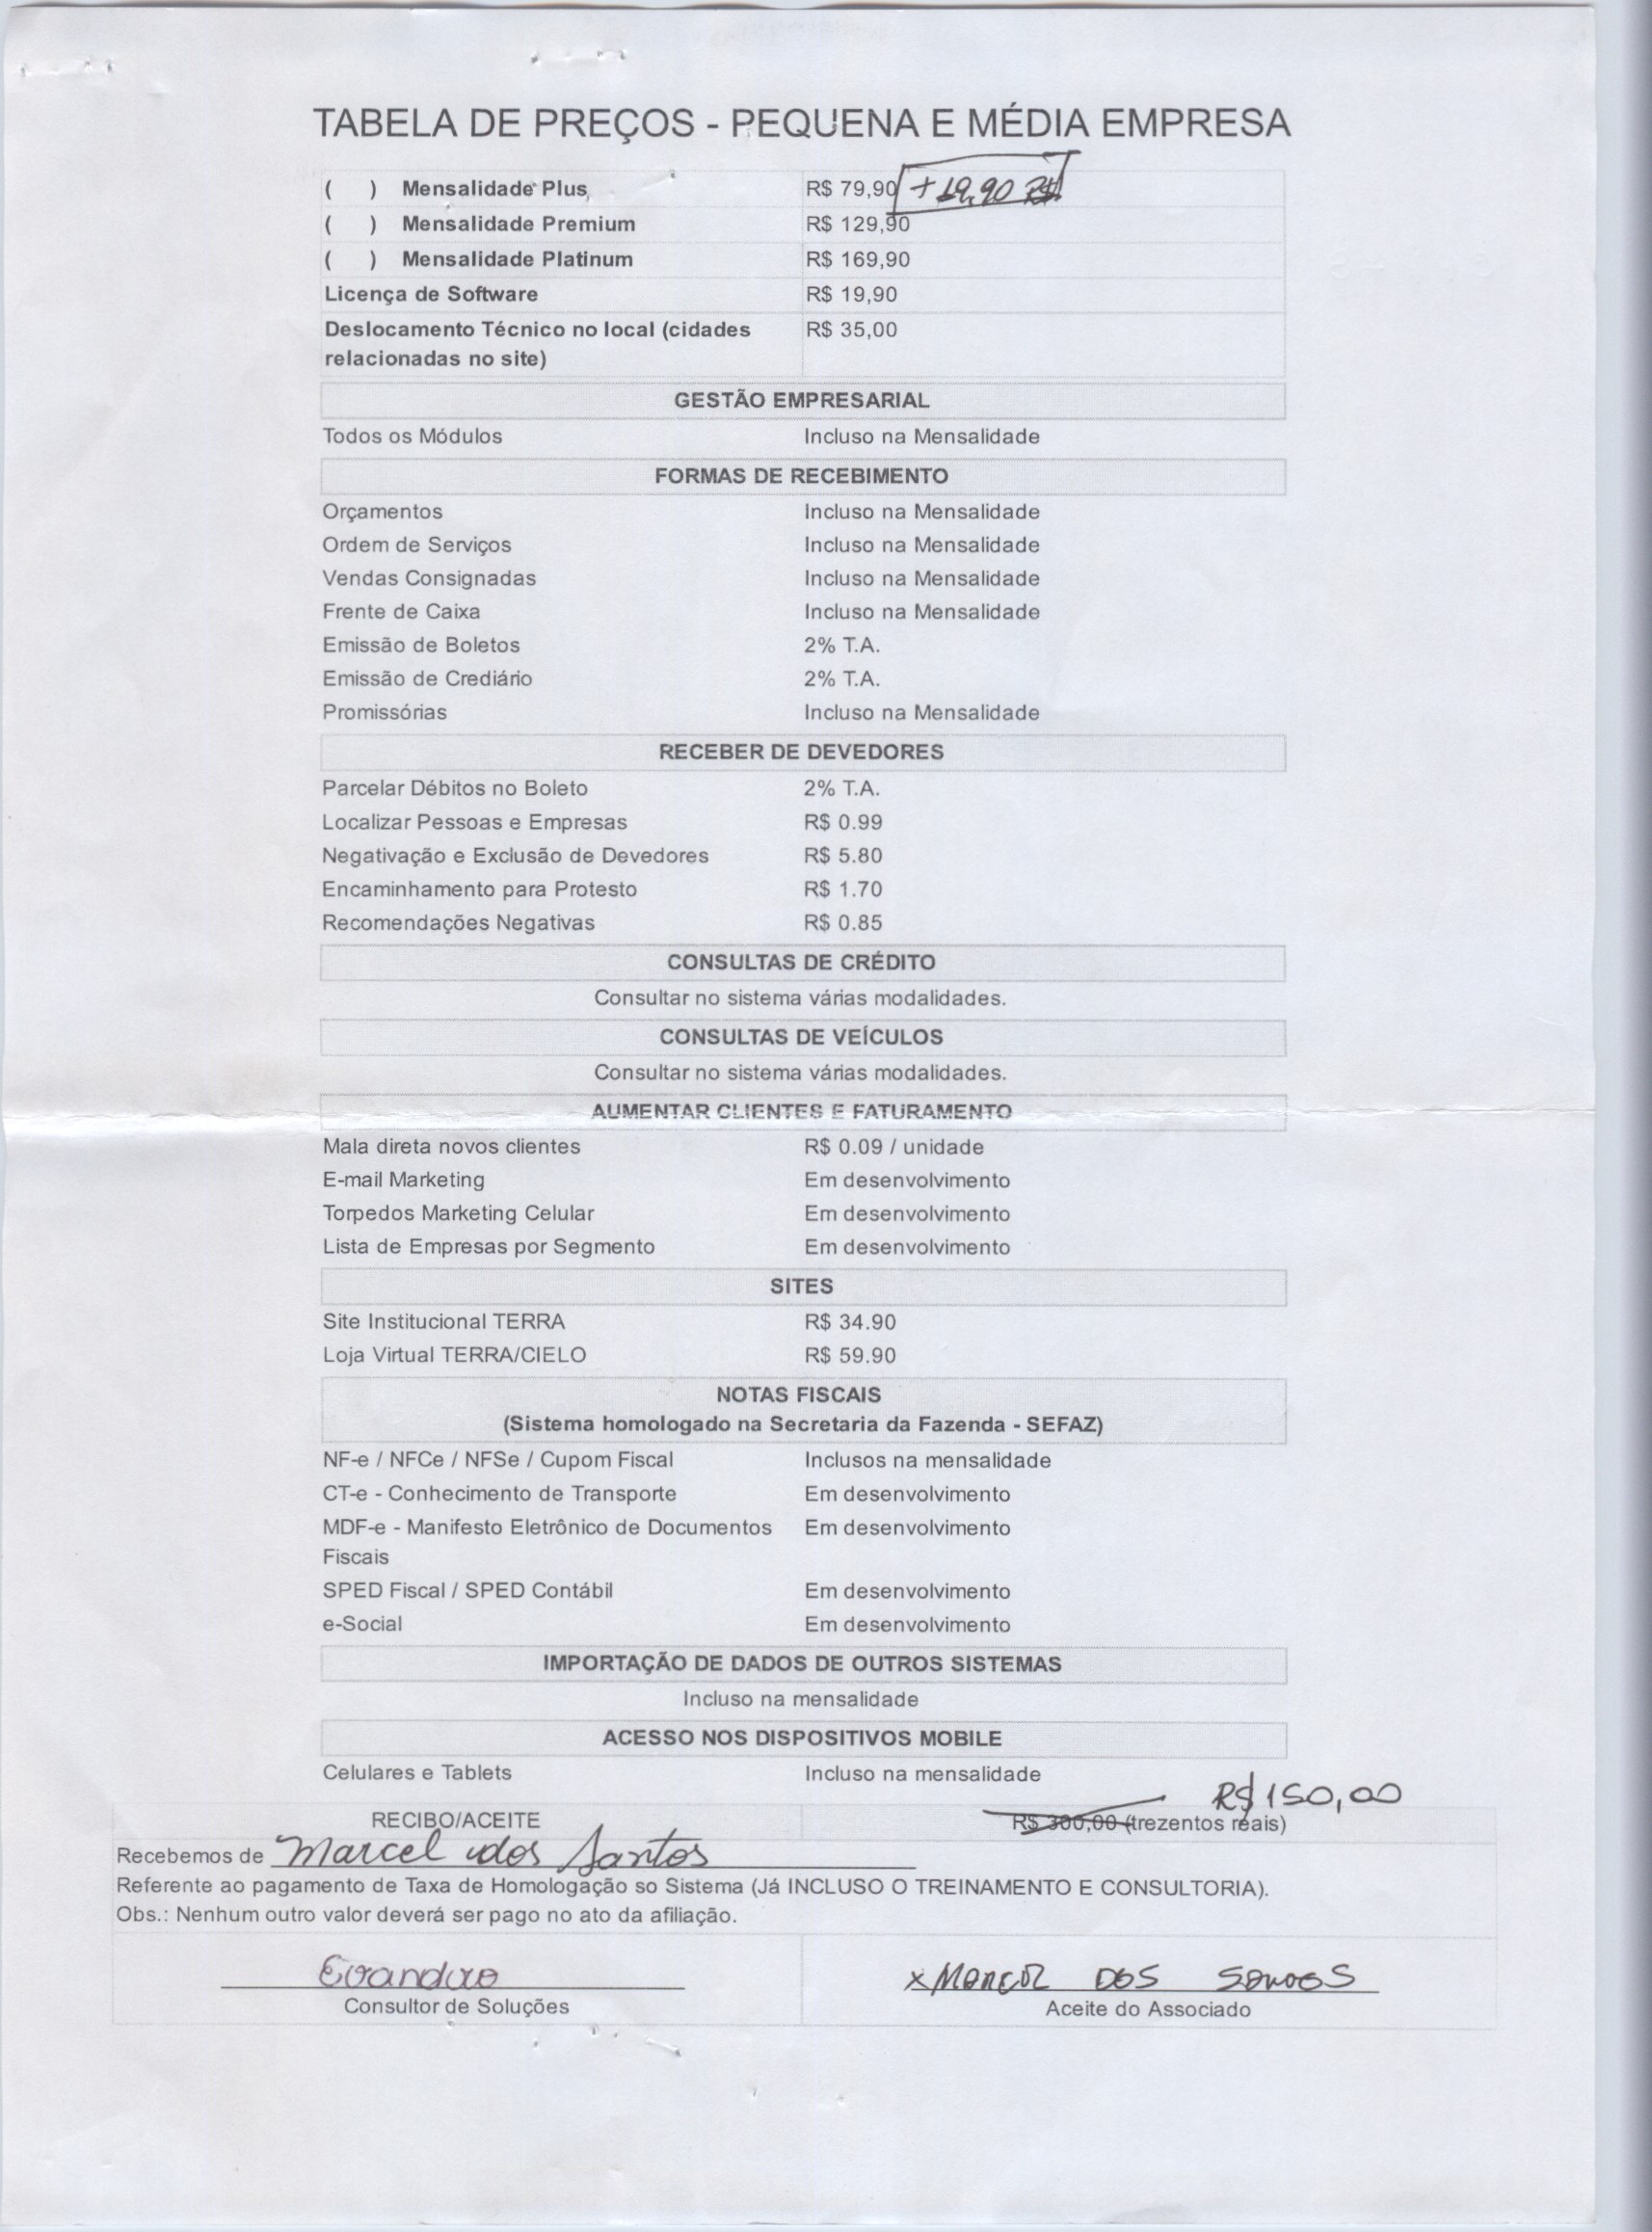 TABELA DE PREÇOS - PEQUENA E MÉDIA EMPRESA
( ) Mensalidade Plus R$ 79,90 + 19,90 R$
( ) Mensalidade Premium R$ 129,90
( ) Mensalidade Platinum R$ 169,90
Licença de Software R$ 19,90
Deslocamento Técnico no local (cidades R$ 35,00
relacionadas no site)
GESTÃO EMPRESARIAL
Todos os Módulos Incluso na Mensalidade
FORMAS DE RECEBIMENTO
Orçamentos Incluso na Mensalidade
Ordem de Serviços Incluso na Mensalidade
Vendas Consignadas Incluso na Mensalidade
Frente de Caixa Incluso na Mensalidade
Emissão de Boletos 2% T.A.
Emissão de Crediário 2% T.A.
Promissórias Incluso na Mensalidade
RECEBER DE DEVEDORES
Parcelar Débitos no Boleto 2% T.A.
Localizar Pessoas e Empresas R$ 0.99
Negativação e Exclusão de Devedores R$ 5.80
Encaminhamento para Protesto R$ 1.70
Recomendações Negativas R$ 0.85
CONSULTAS DE CRÉDITO
Consultar no sistema várias modalidades.
CONSULTAS DE VEÍCULOS
Consultar no sistema várias modalidades.
AUMENTAR CLIENTES E FATURAMENTO
Mala direta novos clientes R$ 0.09 / unidade
E-mail Marketing Em desenvolvimento
Torpedos Marketing Celular Em desenvolvimento
Lista de Empresas por Segmento Em desenvolvimento
SITES
Site Institucional TERRA R$ 34.90
Loja Virtual TERRA/CIELO R$ 59.90
NOTAS FISCAIS
(Sistema homologado na Secretaria da Fazenda - SEFAZ)
NF-e / NFCe / NFSe / Cupom Fiscal Inclusos na mensalidade
CT-e - Conhecimento de Transporte Em desenvolvimento
MDF-e - Manifesto Eletrônico de Documentos Em desenvolvimento
Fiscais
SPED Fiscal / SPED Contábil Em desenvolvimento
e-Social Em desenvolvimento
IMPORTAÇÃO DE DADOS DE OUTROS SISTEMAS
Incluso na mensalidade
ACESSO NOS DISPOSITIVOS MOBILE
Celulares e Tablets Incluso na mensalidade
R$ 150,00
RECIBO/ACEITE R$ 300,00 (trezentos reais)
Recebemos de Marcel dos Santos
Referente ao pagamento de Taxa de Homologação so Sistema (Já INCLUSO O TREINAMENTO E CONSULTORIA).
Obs.: Nenhum outro valor deverá ser pago no ato da afiliação.
Evandro x DOS
Consultor de Soluções Aceite do Associado